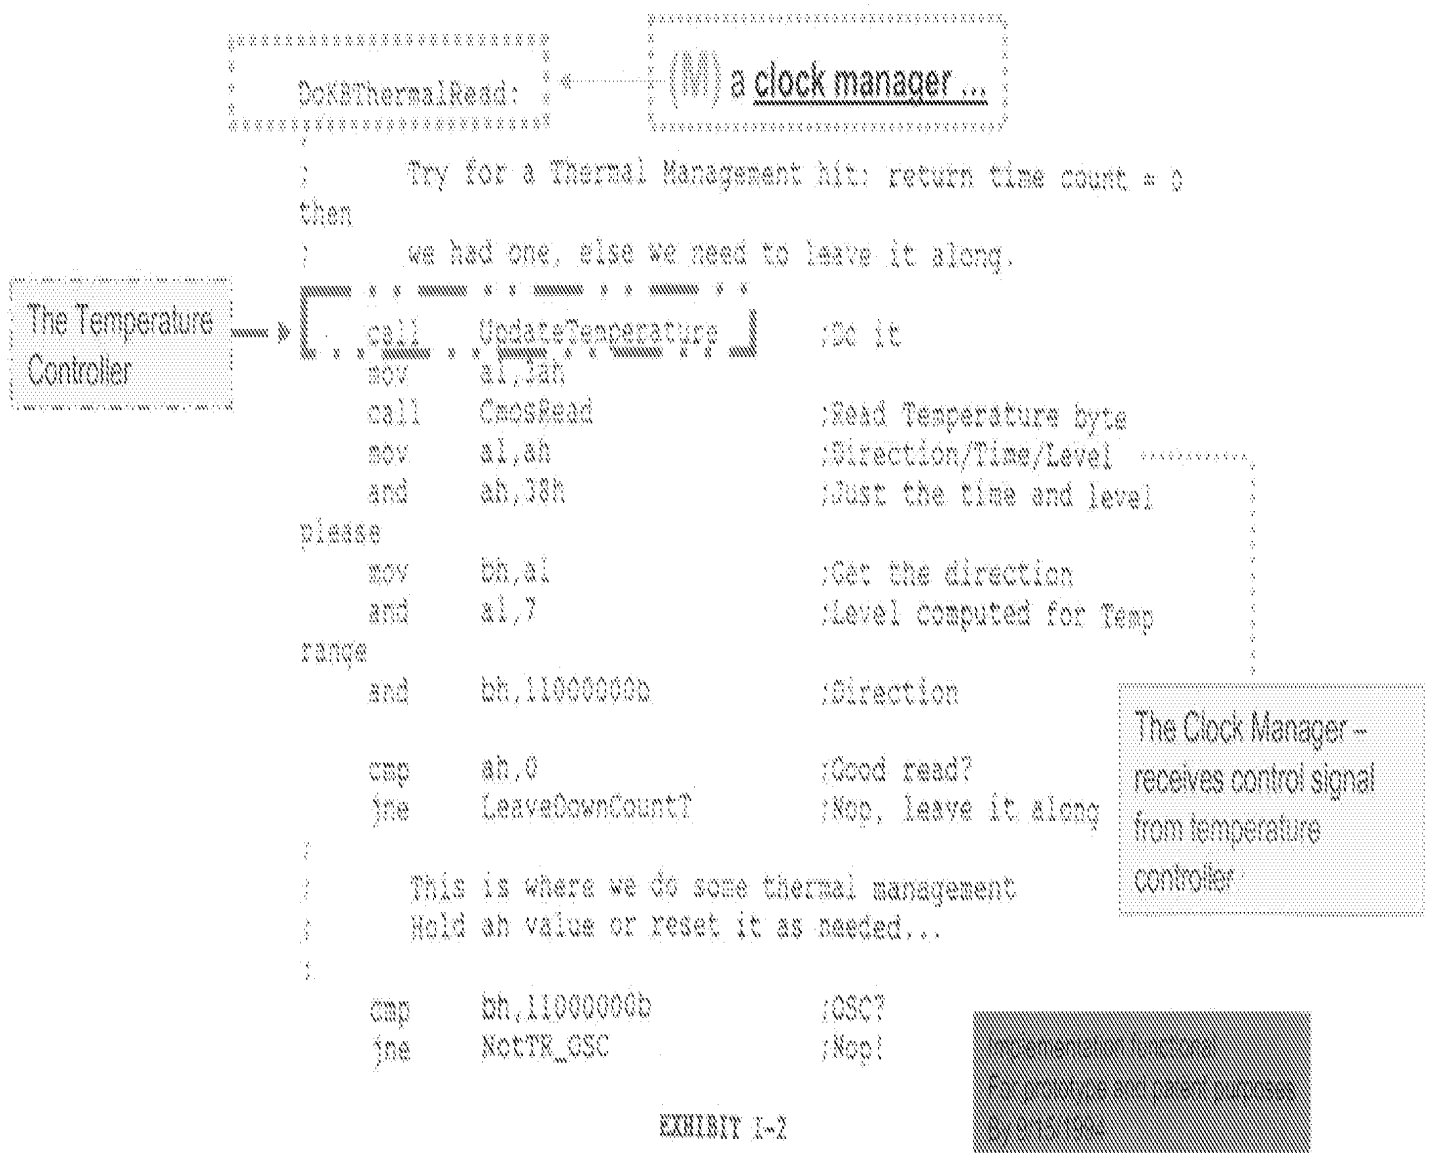 DoKBThermalRead:
(M) a clock manager ...
;
; Try for a Thermal Management hit: return time count = 0
then
; we had one, else we need to leave it along.
The Temperature
Controller
call UpdateTemperature ;Do it
mov al,3ah
call CmosRead ;Read Temperature byte
mov al,ah ;Direction/Time/Level
and ah,38h ;Just the time and level
please
mov bh,al ;Get the direction
and al,7 ;Level computed for Temp
range
and bh,11000000b ;Direction
The Clock Manager –
receives control signal
from temperature
controller
cmp ah,0 ;Good read?
jne LeaveDownCountT ;Nop, leave it along
;
; This is where we do some thermal management
; Hold ah value or reset it as needed...
;
cmp bh,11000000b ;OSC?
jne NotTR_OSC ;Nop!
For prototype and patent purposes
EXHIBIT I-2